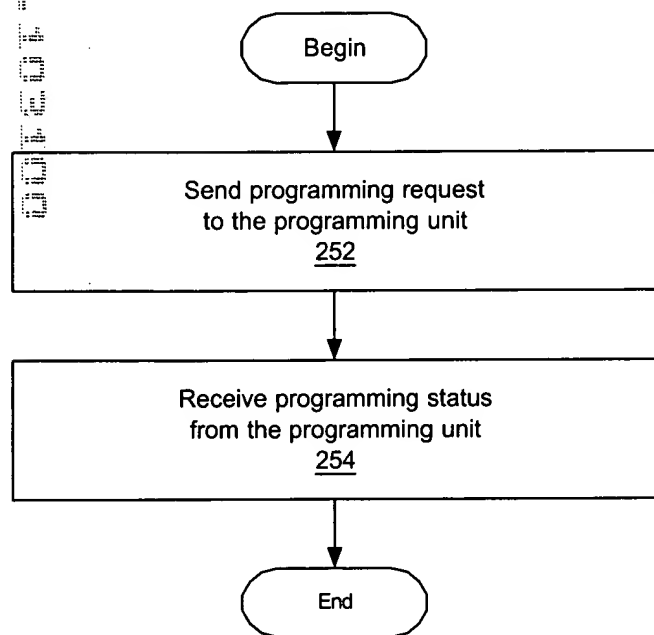 Begin
Send programming request
to the programming unit
252
Receive programming status
from the programming unit
254
End